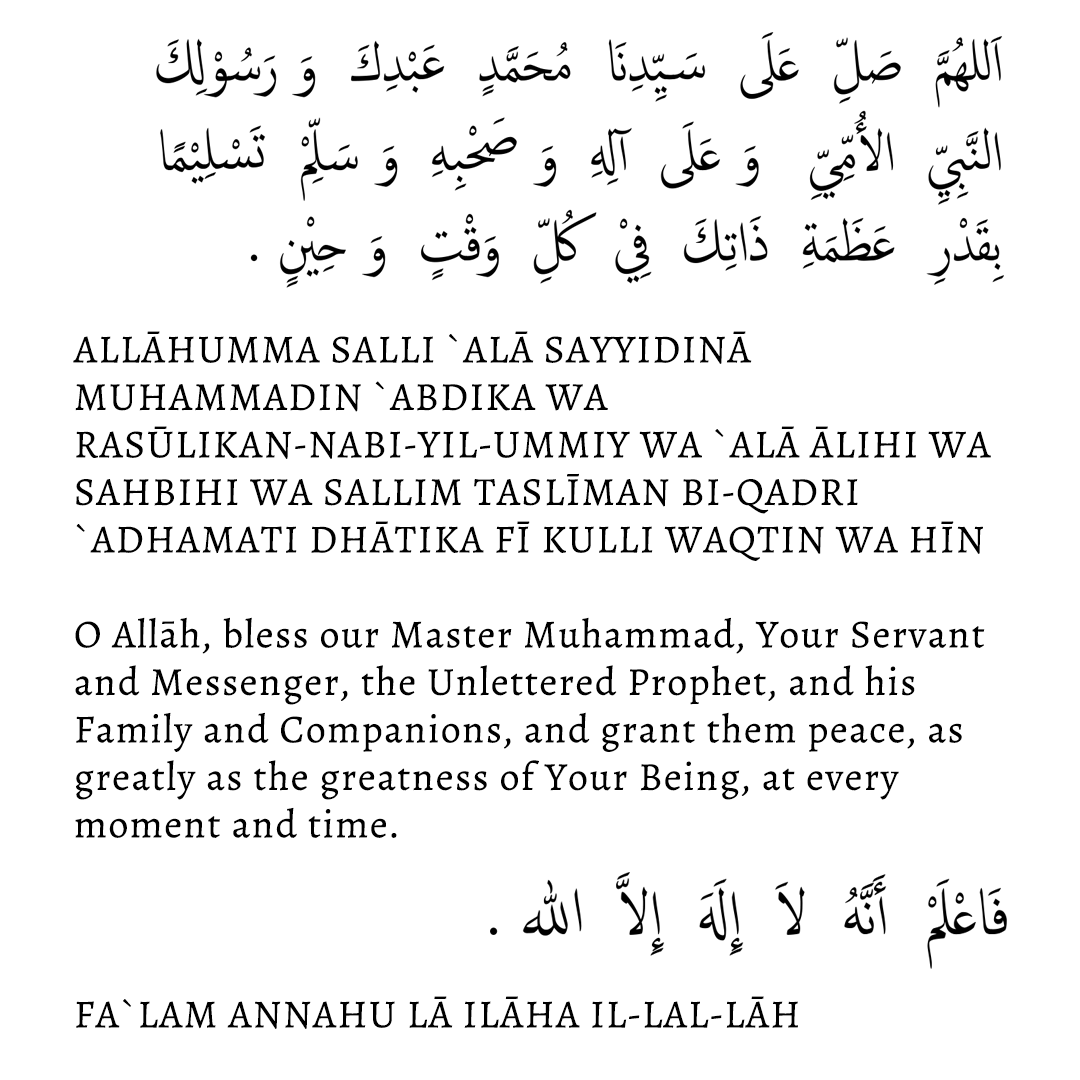 اَللهُمَّ صَلِّ عَلَى سَيِّدِنَا مُحَمَّدٍ عَبْدِكَ وَ رَسُوْلِكَ
النَّبِيِّ الأُمِّيِّ وَ عَلَى آلِهِ وَ صَحْبِهِ وَ سَلِّمْ تَسْلِيْمًا
بِقَدْرِ عَظَمَةِ ذَاتِكَ فِيْ كُلِّ وَقْتٍ وَ حِيْنٍ .
ALLĀHUMMA SALLI `ALĀ SAYYIDINĀ
MUHAMMADIN `ABDIKA WA
RASŪLIKAN-NABI-YIL-UMMIY WA `ALĀ ĀLIHI WA
SAHBIHI WA SALLIM TASLĪMAN BI-QADRI
`ADHAMATI DHĀTIKA FĪ KULLI WAQTIN WA HĪN
O Allāh, bless our Master Muhammad, Your Servant
and Messenger, the Unlettered Prophet, and his
Family and Companions, and grant them peace, as
greatly as the greatness of Your Being, at every
moment and time.
فَاعْلَمْ أَنَّهُ لاَ إِلَهَ إِلاَّ الله .
FA`LAM ANNAHU LĀ ILĀHA IL-LAL-LĀH